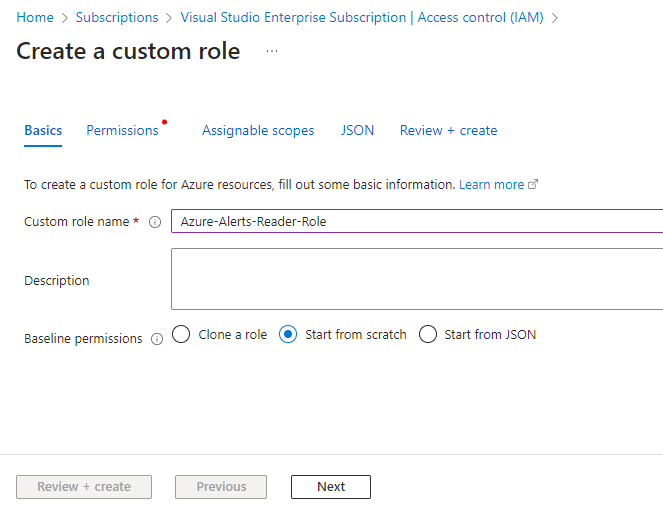 Home > Subscriptions > Visual Studio Enterprise Subscription | Access control (IAM) >
Create a custom role ...
Basics Permissions Assignable scopes JSON Review + create
To create a custom role for Azure resources, fill out some basic information. Learn more
Custom role name * Azure-Alerts-Reader-Role
Description
Baseline permissions Clone a role Start from scratch Start from JSON
Review + create Previous Next